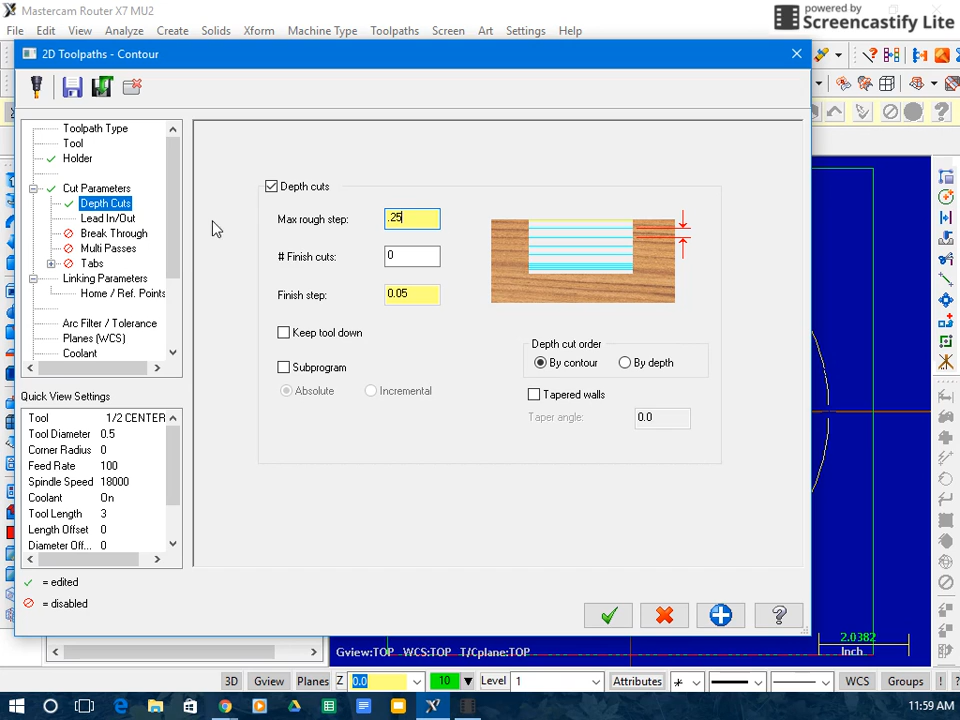 Mastercam Router X7 MU2
powered by
Screencastify Lite
File Edit View Analyze Create Solids Xform Machine Type Toolpaths Screen Art Settings Help
2D Toolpaths - Contour
Toolpath Type
Tool
Holder
Cut Parameters
Depth Cuts
Lead In/Out
Break Through
Multi Passes
Tabs
Linking Parameters
Home / Ref. Points
Arc Filter / Tolerance
Planes (WCS)
Coolant
Quick View Settings
Tool 1/2 CENTER
Tool Diameter 0.5
Corner Radius 0
Feed Rate 100
Spindle Speed 18000
Coolant On
Tool Length 3
Length Offset 0
Diameter Off... 0
= edited
= disabled
Depth cuts
Max rough step: .25
# Finish cuts: 0
Finish step: 0.05
Keep tool down
Subprogram
Absolute Incremental
Depth cut order
By contour By depth
Tapered walls
Taper angle: 0.0
2.0382
Inch
Gview:TOP WCS:TOP T/Cplane:TOP
3D Gview Planes Z 0.0 10 Level 1 Attributes WCS Groups ! ?
11:59 AM